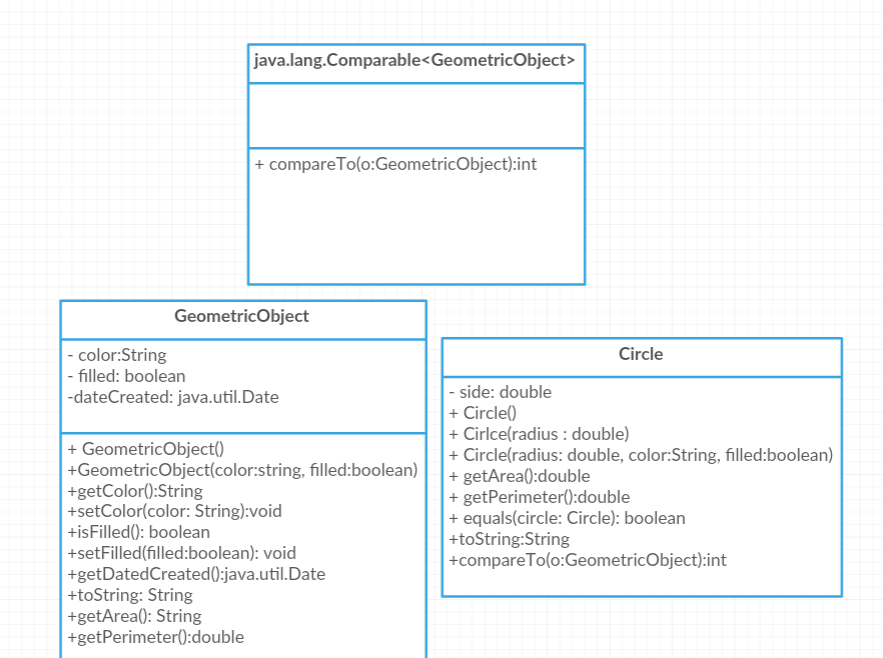 java.lang.Comparable<GeometricObject>
+ compareTo(o:GeometricObject):int
GeometricObject
- color:String
- filled: boolean
-dateCreated: java.util.Date
+ GeometricObject()
+GeometricObject(color:string, filled:boolean)
+getColor():String
+setColor(color: String):void
+isFilled(): boolean
+setFilled(filled:boolean): void
+getDatedCreated():java.util.Date
+toString: String
+getArea(): String
+getPerimeter():double
Circle
- side: double
+ Circle()
+ Cirlce(radius : double)
+ Circle(radius: double, color:String, filled:boolean)
+ getArea():double
+ getPerimeter():double
+ equals(circle: Circle): boolean
+toString:String
+compareTo(o:GeometricObject):int